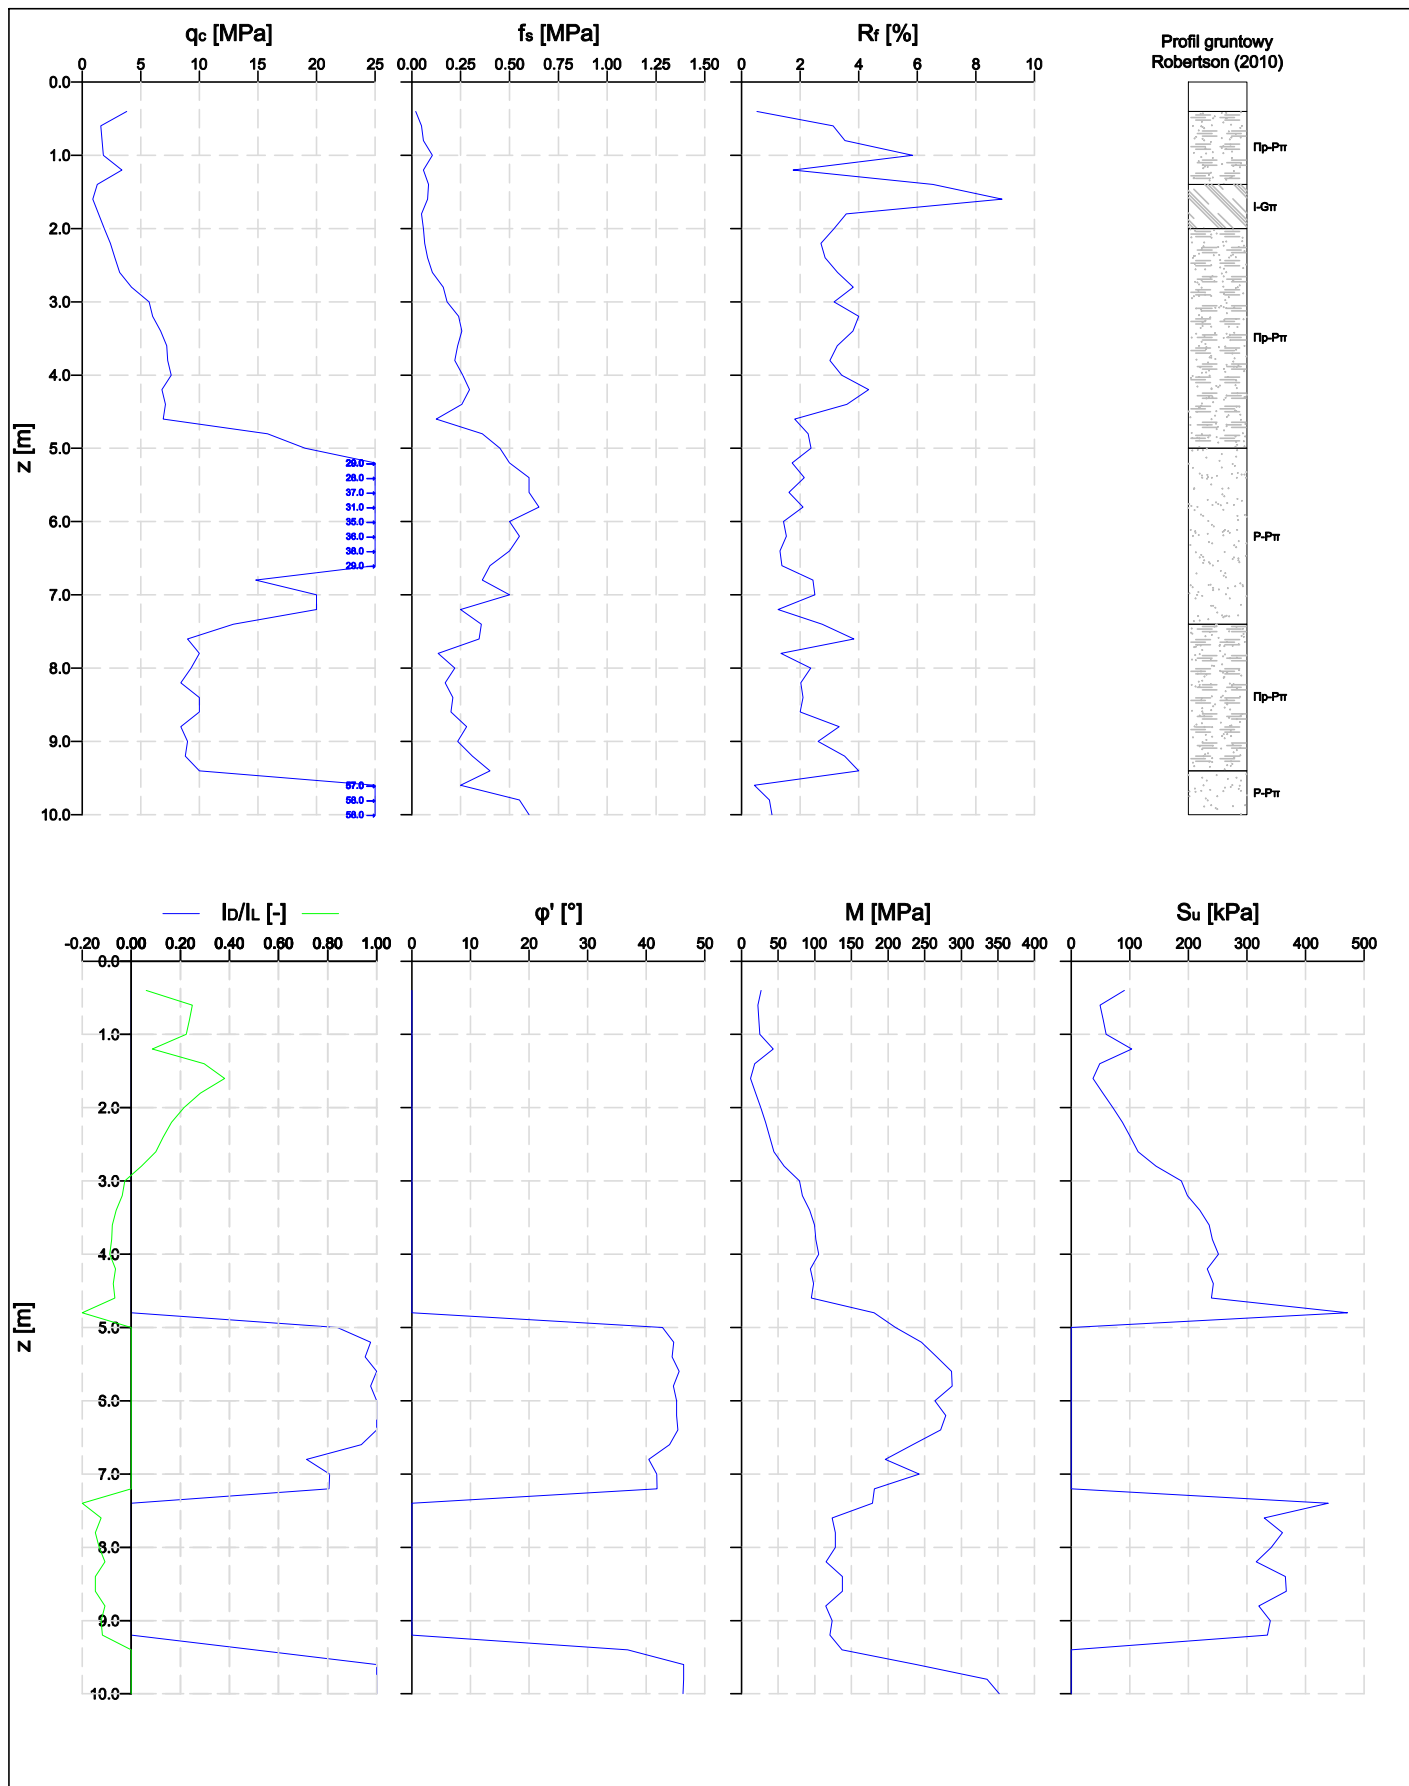 qc [MPa]
fs [MPa]
Rf [%]
Profil gruntowy
Robertson (2010)
0 5 10 15 20 25
0.00 0.25 0.50 0.75 1.00 1.25 1.50
0 2 4 6 8 10
0.0
1.0
2.0
3.0
4.0
5.0
6.0
7.0
8.0
9.0
10.0
z [m]
29.0
28.0
37.0
31.0
35.0
36.0
38.0
29.0
57.0
58.0
58.0
Πp-Pπ
I-Gπ
Πp-Pπ
P-Pπ
Πp-Pπ
P-Pπ
ID/IL [-]
φ' [°]
M [MPa]
Su [kPa]
-0.20 0.00 0.20 0.40 0.60 0.80 1.00
0 10 20 30 40 50
0 50 100 150 200 250 300 350 400
0 100 200 300 400 500
0.0
1.0
2.0
3.0
4.0
5.0
6.0
7.0
8.0
9.0
10.0
z [m]